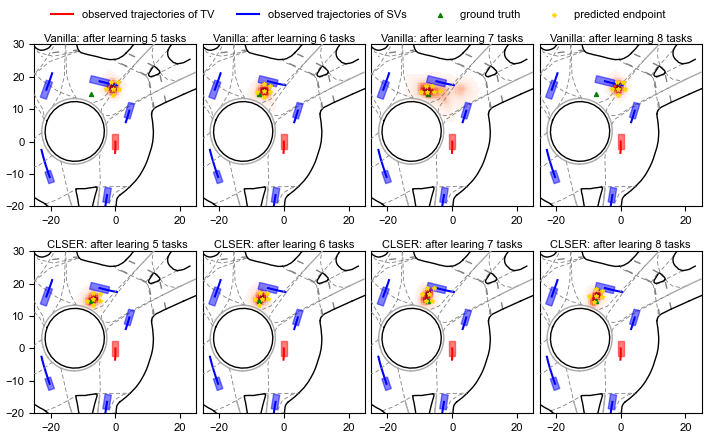 observed trajectories of TV observed trajectories of SVs ground truth predicted endpoint
Vanilla: after learning 5 tasks Vanilla: after learning 6 tasks Vanilla: after learning 7 tasks Vanilla: after learning 8 tasks
30
20
10
0
−10
−20
−20 0 20 −20 0 20 −20 0 20 −20 0 20
CLSER: after learing 5 tasks CLSER: after learing 6 tasks CLSER: after learing 7 tasks CLSER: after learing 8 tasks
30
20
10
0
−10
−20
−20 0 20 −20 0 20 −20 0 20 −20 0 20